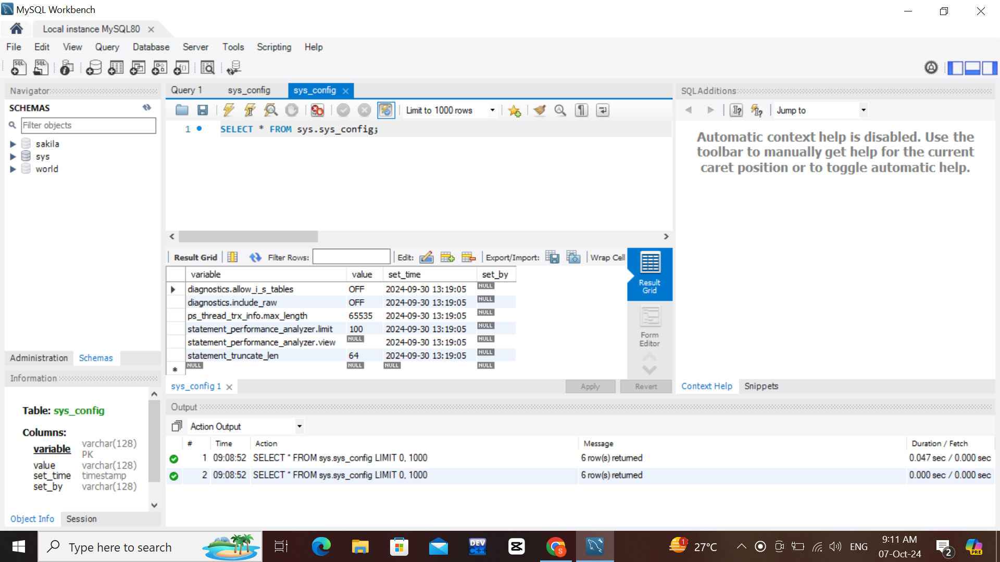 MySQL Workbench
Local instance MySQL80
File Edit View Query Database Server Tools Scripting Help
Navigator
SCHEMAS
Filter objects
sakila
sys
world
Administration Schemas
Information
Table: sys_config
Columns:
variable varchar(128) PK
value varchar(128)
set_time timestamp
set_by varchar(128)
Object Info Session
Query 1 sys_config sys_config
Limit to 1000 rows
1 SELECT * FROM sys.sys_config;
Result Grid Filter Rows: Edit: Export/Import: Wrap Cell
variable value set_time set_by
diagnostics.allow_i_s_tables OFF 2024-09-30 13:19:05 NULL
diagnostics.include_raw OFF 2024-09-30 13:19:05 NULL
ps_thread_trx_info.max_length 65535 2024-09-30 13:19:05 NULL
statement_performance_analyzer.limit 100 2024-09-30 13:19:05 NULL
statement_performance_analyzer.view NULL 2024-09-30 13:19:05 NULL
statement_truncate_len 64 2024-09-30 13:19:05 NULL
NULL NULL NULL NULL
Result
Grid
Form
Editor
sys_config 1 Apply Revert
SQLAdditions
Jump to
Automatic context help is disabled. Use the
toolbar to manually get help for the current
caret position or to toggle automatic help.
Context Help Snippets
Output
Action Output
# Time Action Message Duration / Fetch
1 09:08:52 SELECT * FROM sys.sys_config LIMIT 0, 1000 6 row(s) returned 0.047 sec / 0.000 sec
2 09:08:52 SELECT * FROM sys.sys_config LIMIT 0, 1000 6 row(s) returned 0.000 sec / 0.000 sec
Type here to search
DEV
C++
S
1
27°C
ENG
9:11 AM
07-Oct-24
2
PRE